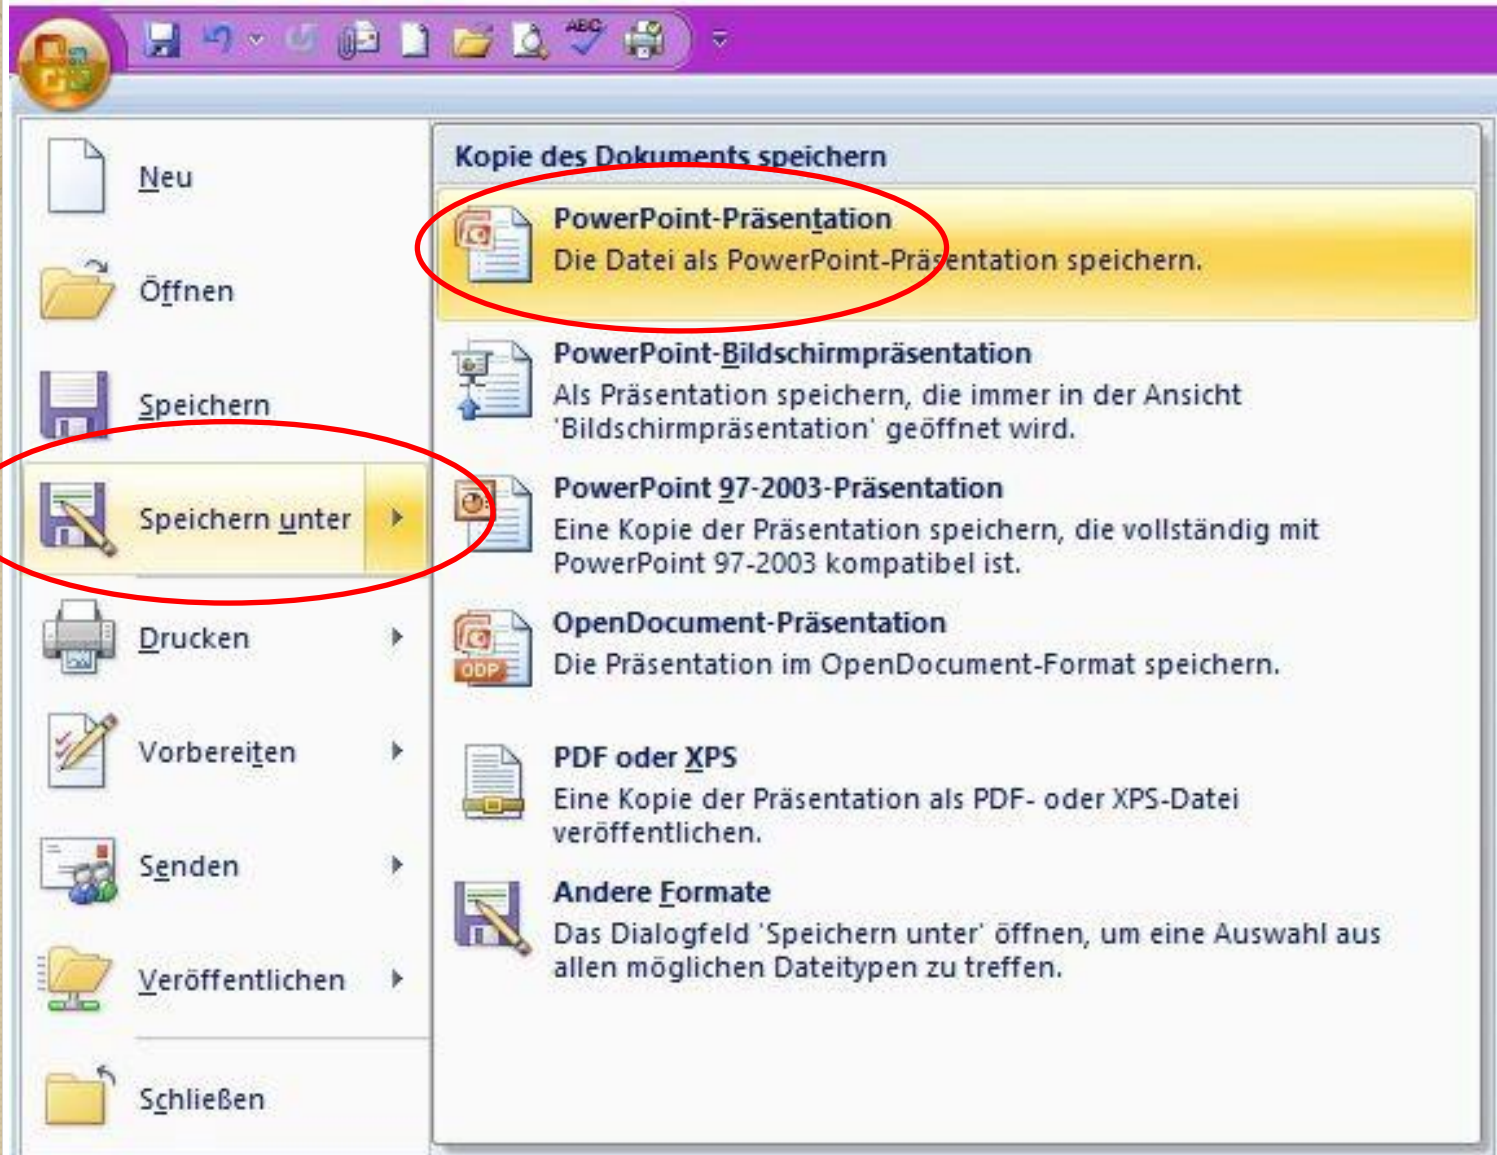 ABC
Neu
Öffnen
Speichern
Speichern unter
Drucken
Vorbereiten
Senden
Veröffentlichen
Schließen
Kopie des Dokuments speichern
PowerPoint-Präsentation
Die Datei als PowerPoint-Präsentation speichern.
PowerPoint-Bildschirmpräsentation
Als Präsentation speichern, die immer in der Ansicht
'Bildschirmpräsentation' geöffnet wird.
PowerPoint 97-2003-Präsentation
Eine Kopie der Präsentation speichern, die vollständig mit
PowerPoint 97-2003 kompatibel ist.
ODP
OpenDocument-Präsentation
Die Präsentation im OpenDocument-Format speichern.
PDF oder XPS
Eine Kopie der Präsentation als PDF- oder XPS-Datei
veröffentlichen.
Andere Formate
Das Dialogfeld 'Speichern unter' öffnen, um eine Auswahl aus
allen möglichen Dateitypen zu treffen.